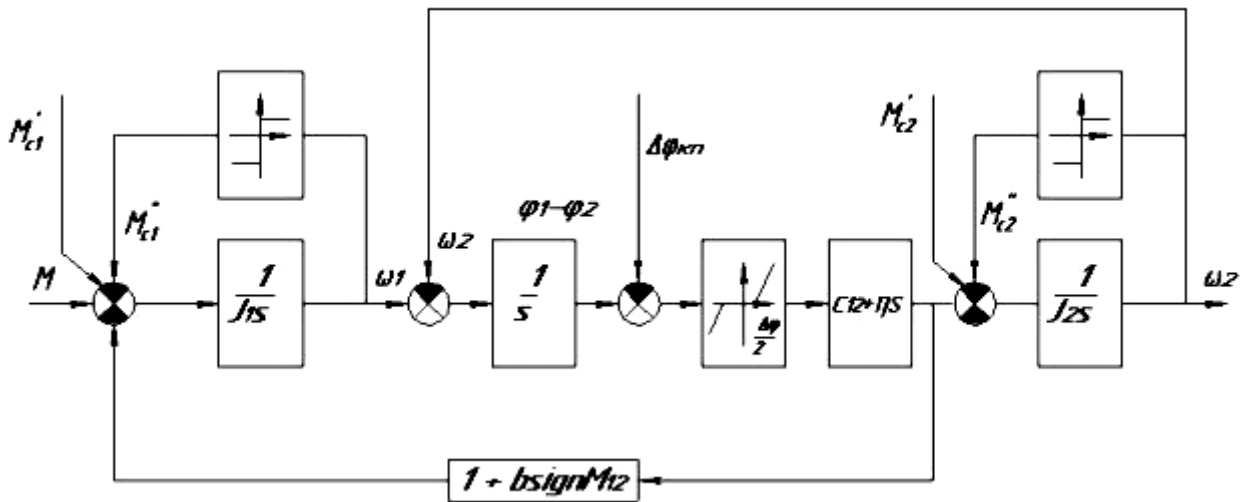 M'c1
M''c1
M
1
J1s
ω1
ω2
φ1-φ2
1
s
Δφкп
Δφ
2
c12+ηs
M'c2
M''c2
1
J2s
ω2
1 + bsignM12